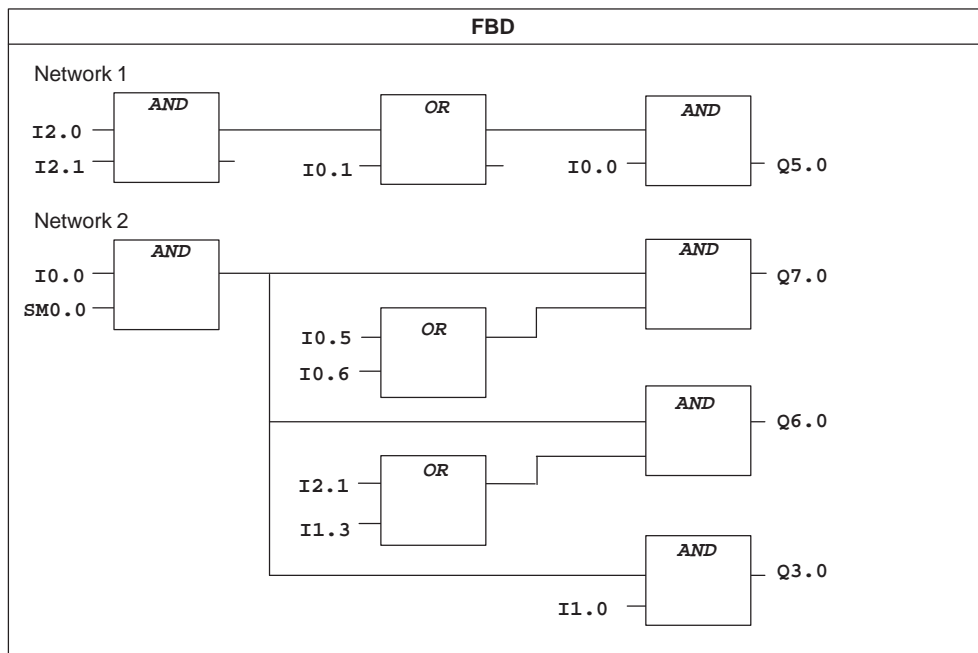 FBD
Network 1
AND
OR
AND
I2.0
I2.1
I0.1
I0.0
Q5.0
Network 2
AND
AND
I0.0
Q7.0
SM0.0
I0.5
OR
I0.6
AND
Q6.0
I2.1
OR
I1.3
AND
Q3.0
I1.0